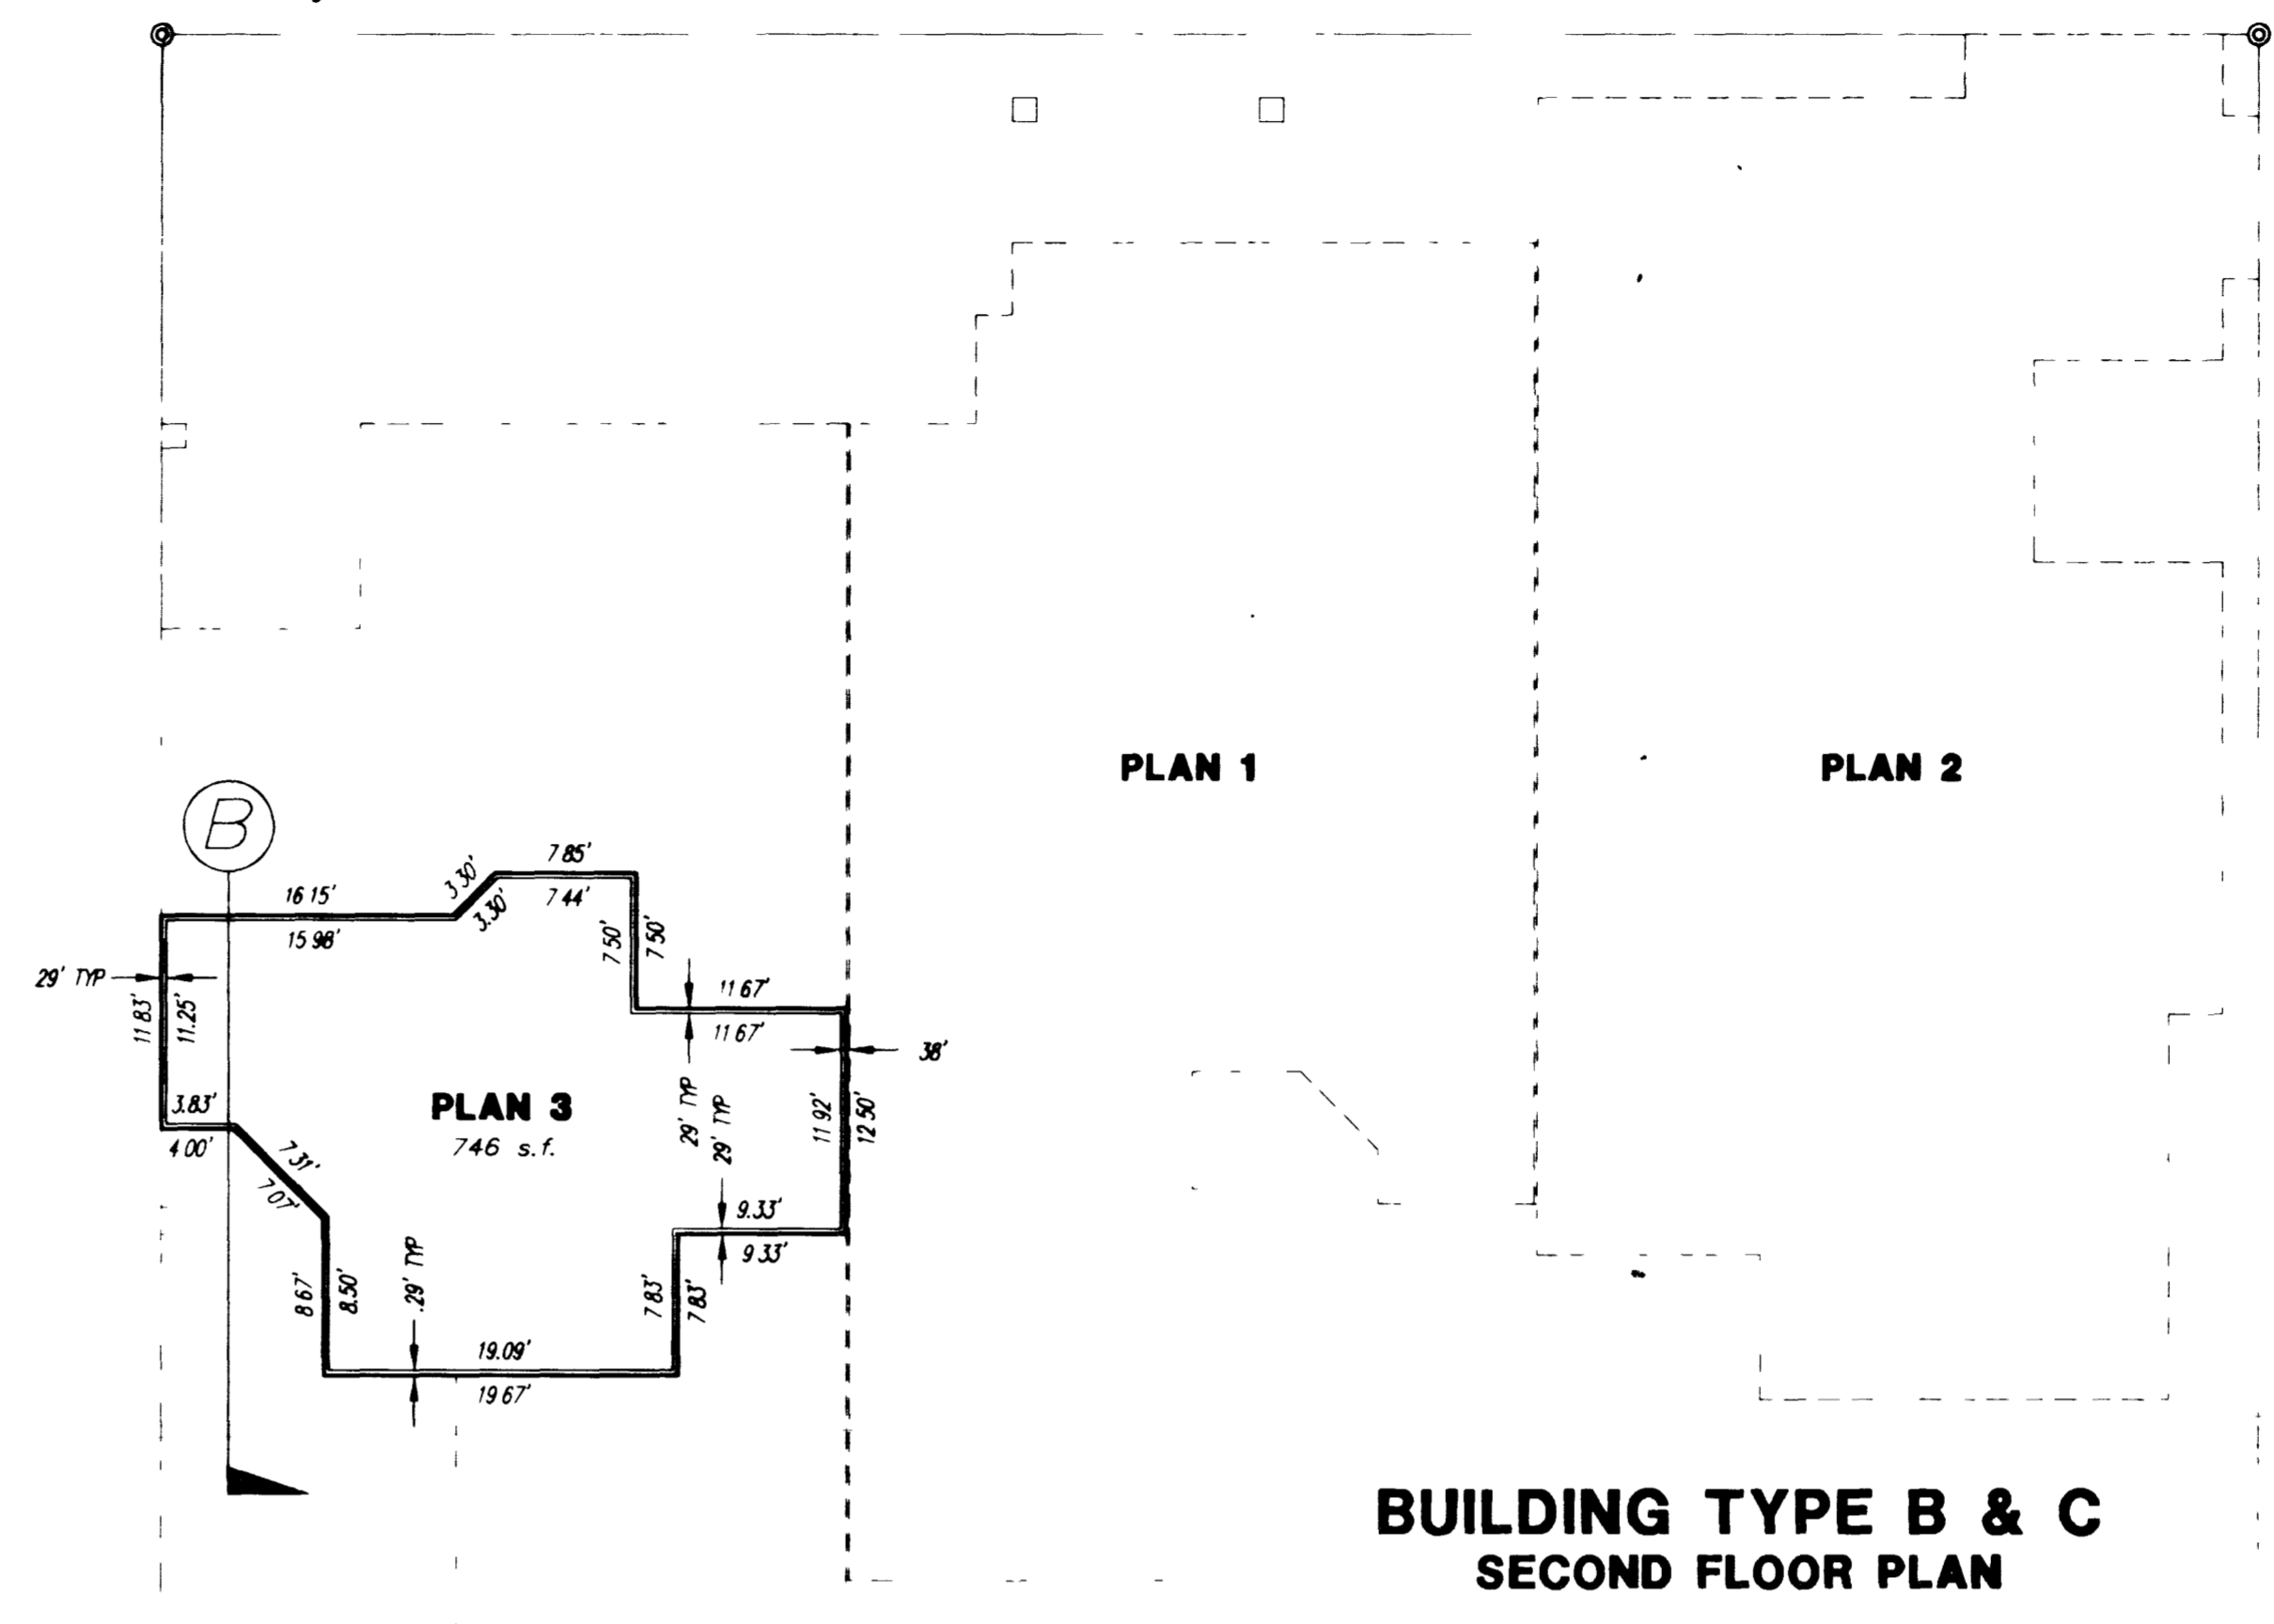 PLAN 1
PLAN 2
B
7 85'
3 30'
3.30'
7 44'
16 15'
15 98'
7 50'
7 50'
29' TYP
11 67'
11 67'
11 83'
11.25'
38'
29' TYP
29' TYP
PLAN 3
746 s.f.
3.83'
4 00'
11 92'
12 50'
7 31'
7 07'
9.33'
9 33'
8 67'
8.50'
.29' TYP
7 83'
7 83'
19.09'
19 67'
BUILDING TYPE B & C
SECOND FLOOR PLAN